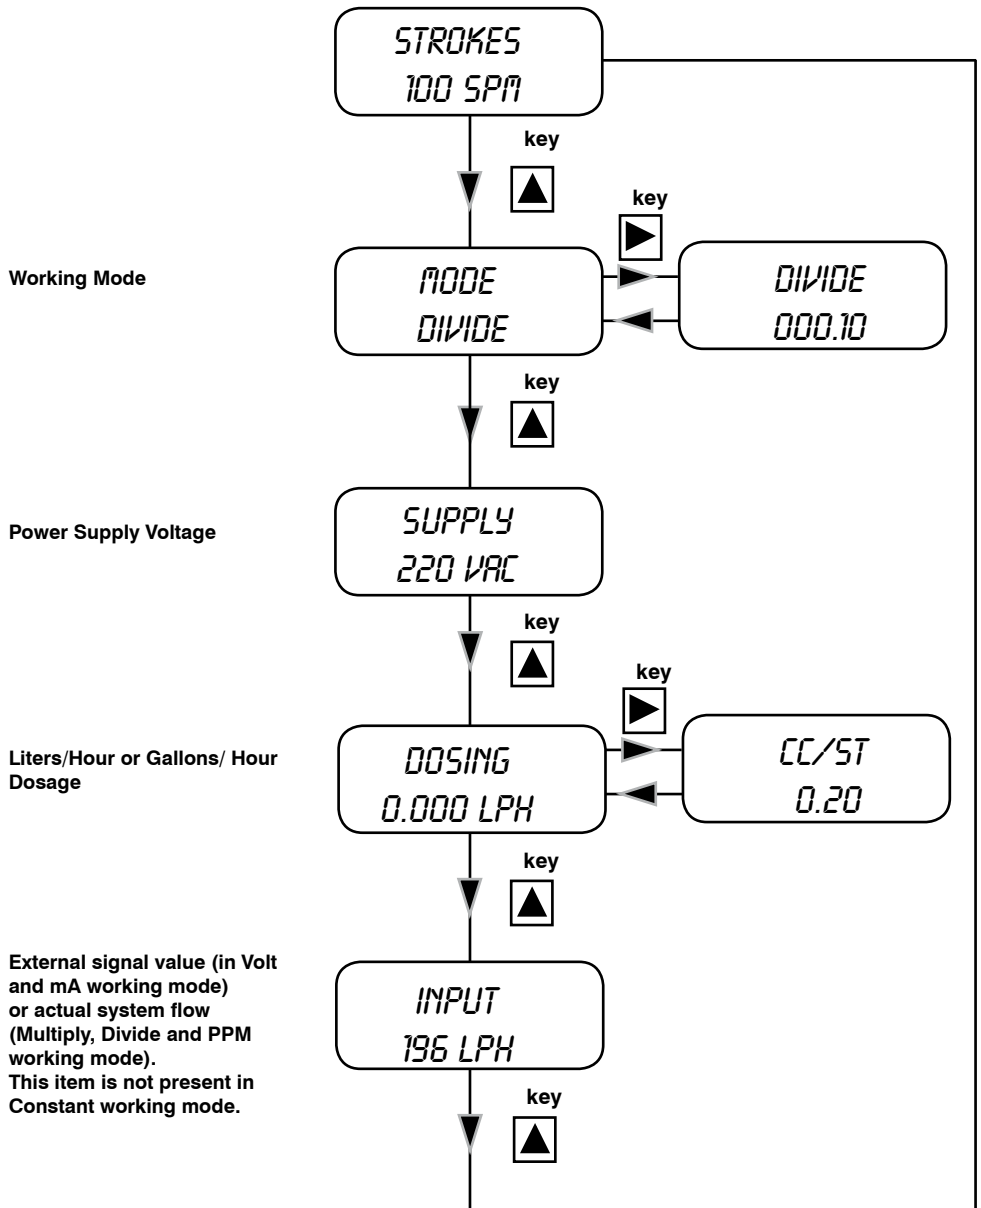 STROKES
100 SPM
key
key
Working Mode
MODE
DIVIDE
DIVIDE
000.10
key
Power Supply Voltage
SUPPLY
220 VAC
key
key
Liters/Hour or Gallons/ Hour
Dosage
DOSING
0.000 LPH
CC/ST
0.20
key
External signal value (in Volt
and mA working mode)
or actual system flow
(Multiply, Divide and PPM
working mode).
This item is not present in
Constant working mode.
INPUT
196 LPH
key